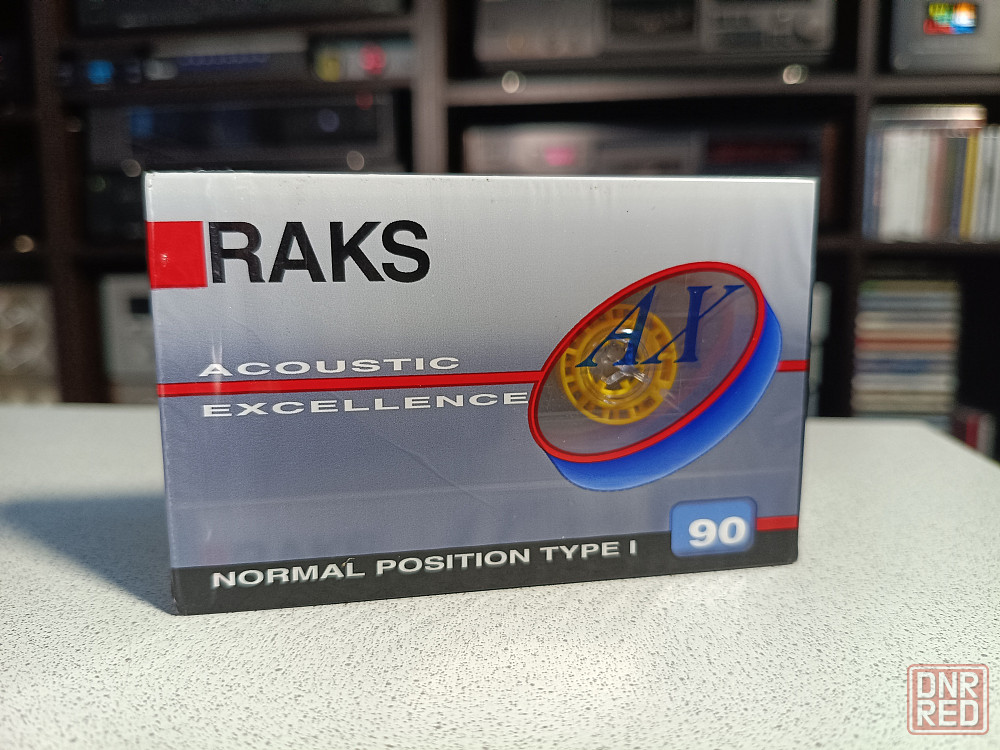 RAKS
ACOUSTIC
EXCELLENCE
AX
90
NORMAL POSITION TYPE I
DNR
RED